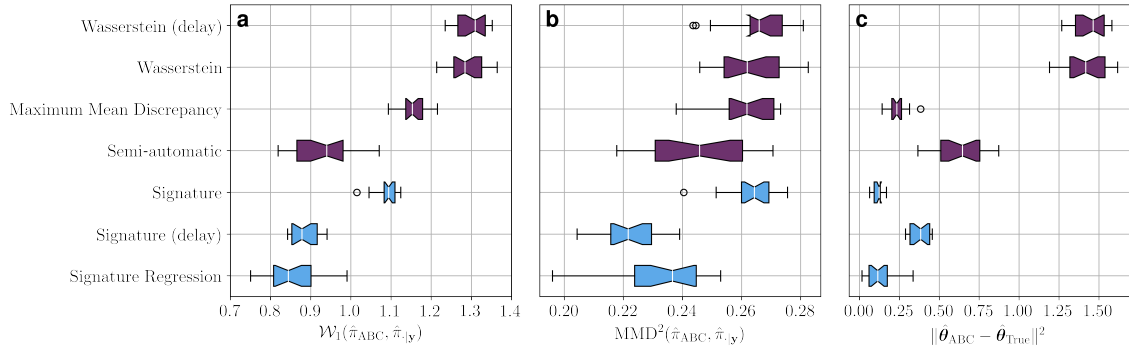 a
b
c
Wasserstein (delay)
Wasserstein
Maximum Mean Discrepancy
Semi-automatic
Signature
Signature (delay)
Signature Regression
0.7 0.8 0.9 1.0 1.1 1.2 1.3 1.4
0.20 0.22 0.24 0.26 0.28
0.00 0.25 0.50 0.75 1.00 1.25 1.50
𝒲₁(π̂_ABC, π̂_·|𝐲)
MMD²(π̂_ABC, π̂_·|𝐲)
||𝜽̂_ABC − 𝜽̂_True||²